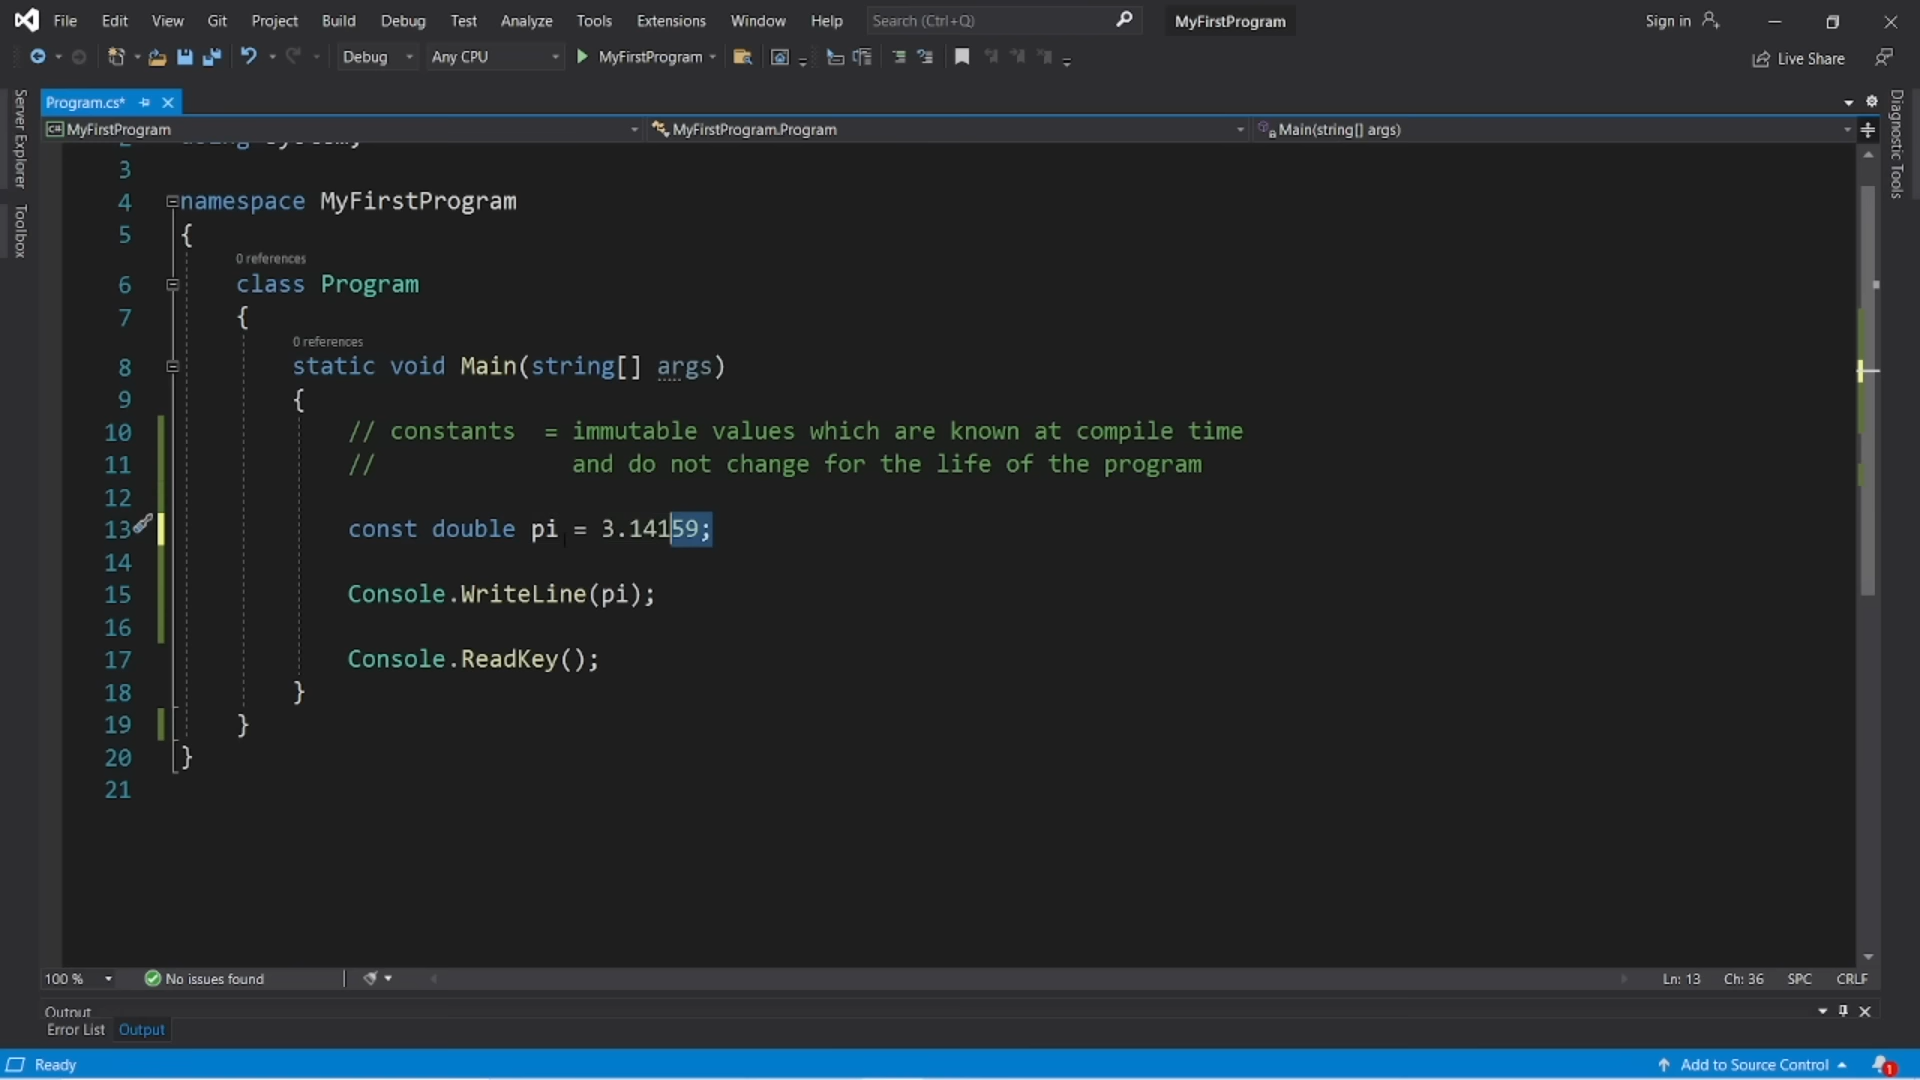 File Edit View Git Project Build Debug Test Analyze Tools Extensions Window Help Search (Ctrl+Q) MyFirstProgram Sign in
Debug Any CPU MyFirstProgram Live Share
Program.cs*
MyFirstProgram MyFirstProgram.Program Main(string[] args)
Server Explorer
Toolbox
Diagnostic Tools
2 using System;
3
4 namespace MyFirstProgram
5 {
0 references
6 class Program
7 {
0 references
8 static void Main(string[] args)
9 {
10 // constants = immutable values which are known at compile time
11 // and do not change for the life of the program
12
13 const double pi = 3.14159;
14
15 Console.WriteLine(pi);
16
17 Console.ReadKey();
18 }
19 }
20 }
21
100 % No issues found Ln: 13 Ch: 36 SPC CRLF
Output
Error List Output
Ready Add to Source Control 1